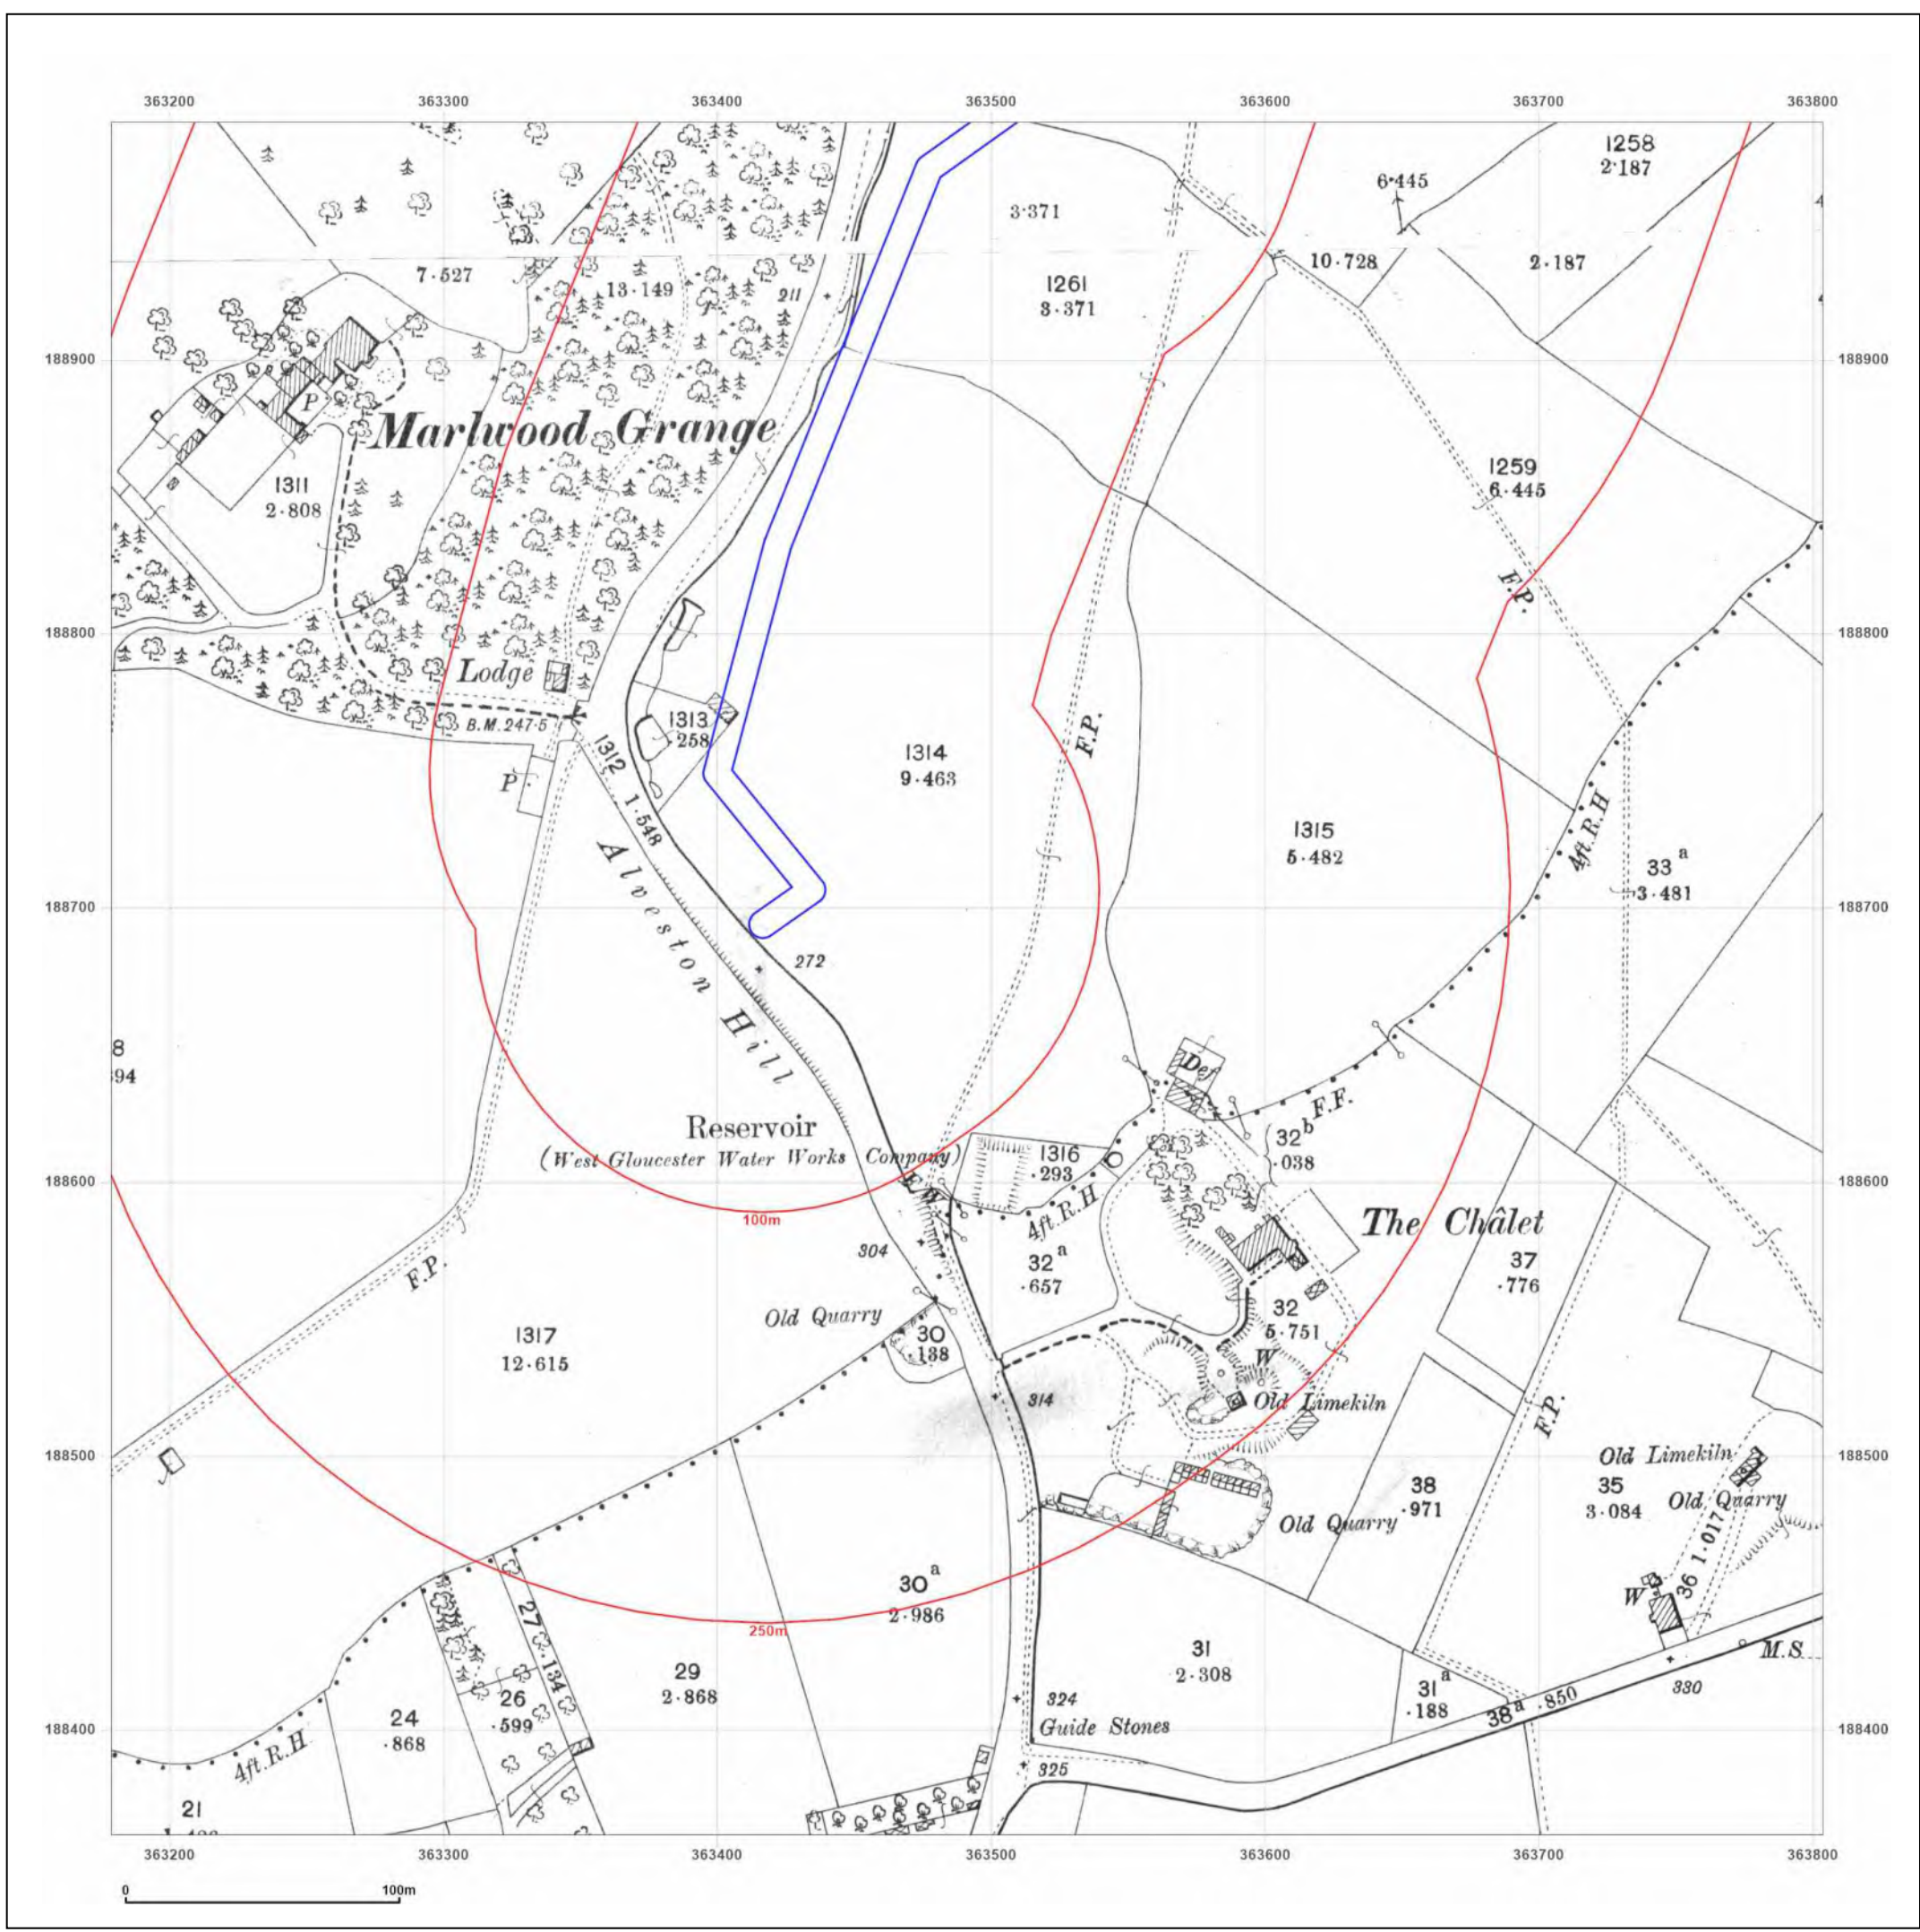 363200 363300 363400 363500 363600 363700 363800
1258
2·187
6·445
3·371
7·527
13·149
211
1261
3·371
10·728
2·187
188900
188900
P
Marlwood Grange
1311
2·808
1259
6·445
F.P.
188800
188800
Lodge
B.M.247·5
1313
·258
1312
1·548
P
F.P.
1314
9·463
1315
5·482
4ft.R.H
33 a
3·481
188700
188700
Alveston Hill
272
8
94
Def
F.F.
Reservoir
(West Gloucester Water Works Company)
1316
·293
32 b
·038
188600
188600
F.W.
4ft.R.H
100m
The Châlet
304
32 a
·657
37
·776
F.P.
Old Quarry
30
·138
32
5·751
W
1317
12·615
314
Old Limekiln
F.P.
188500
188500
Old Limekiln
35
3·084
Old Quarry
38
·971
Old Quarry
36 1·017
30 a
2·986
W
250m
27
·134
29
2·868
31
2·308
M.S.
330
31 a
·188
38 a ·850
26
·599
24
·868
324
Guide Stones
188400
188400
4ft.R.H
325
21
363200 363300 363400 363500 363600 363700 363800
0 100m